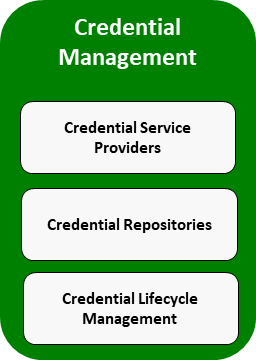 Credential
Management
Credential Service
Providers
Credential Repositories
Credential Lifecycle
Management